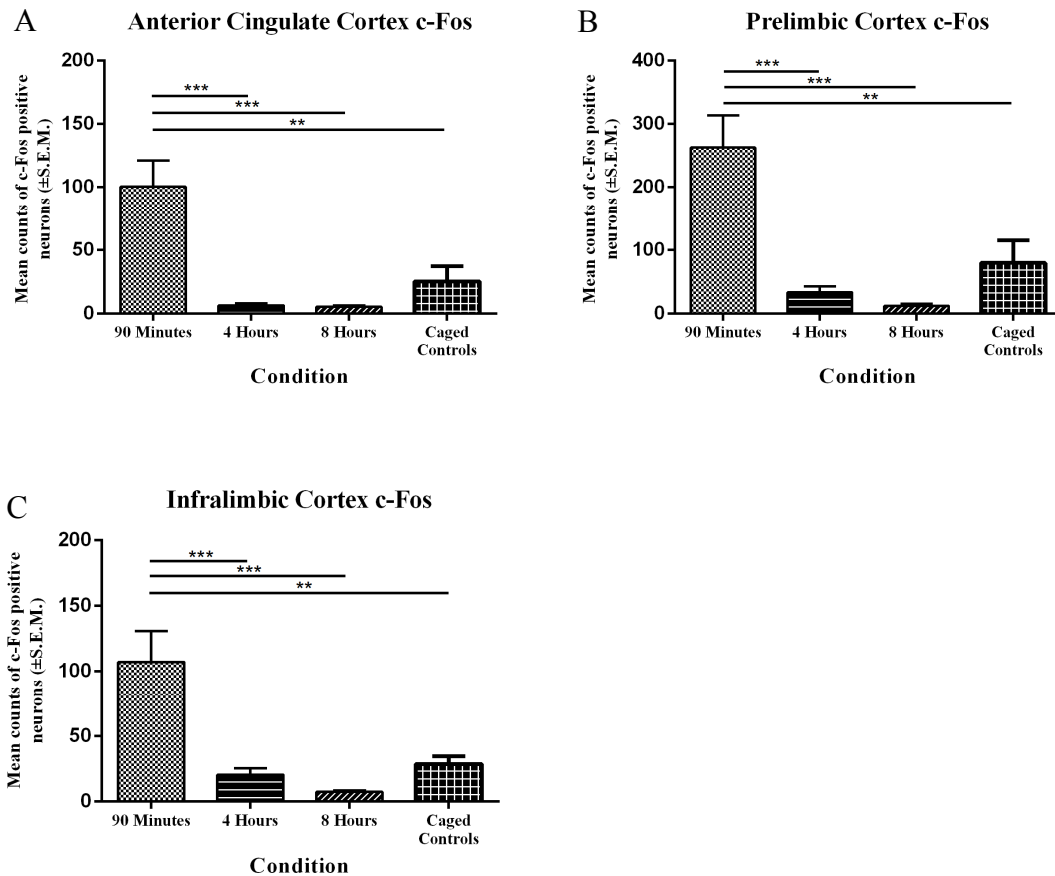 A
Anterior Cingulate Cortex c-Fos
Mean counts of c-Fos positive
neurons (±S.E.M.)
200
150
100
50
0
***
***
**
90 Minutes
4 Hours
8 Hours
Caged
Controls
Condition
B
Prelimbic Cortex c-Fos
Mean counts of c-Fos positive
neurons (±S.E.M.)
400
300
200
100
0
***
***
**
90 Minutes
4 Hours
8 Hours
Caged
Controls
Condition
C
Infralimbic Cortex c-Fos
Mean counts of c-Fos positive
neurons (±S.E.M.)
200
150
100
50
0
***
***
**
90 Minutes
4 Hours
8 Hours
Caged
Controls
Condition